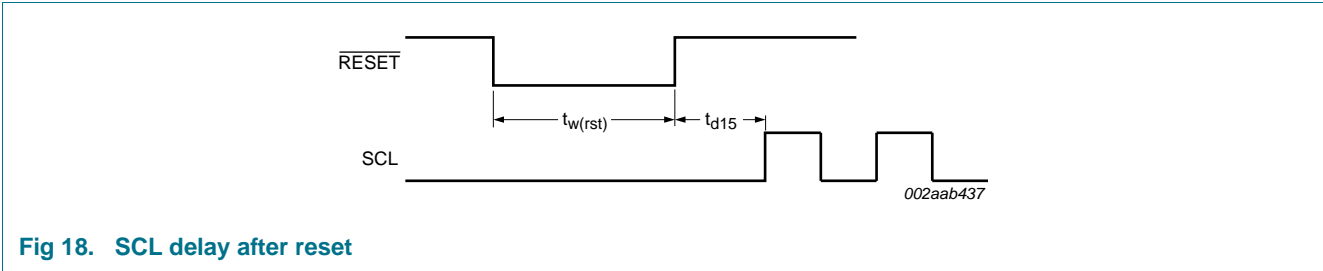 RESET
tw(rst)
td15
SCL
002aab437
Fig 18. SCL delay after reset